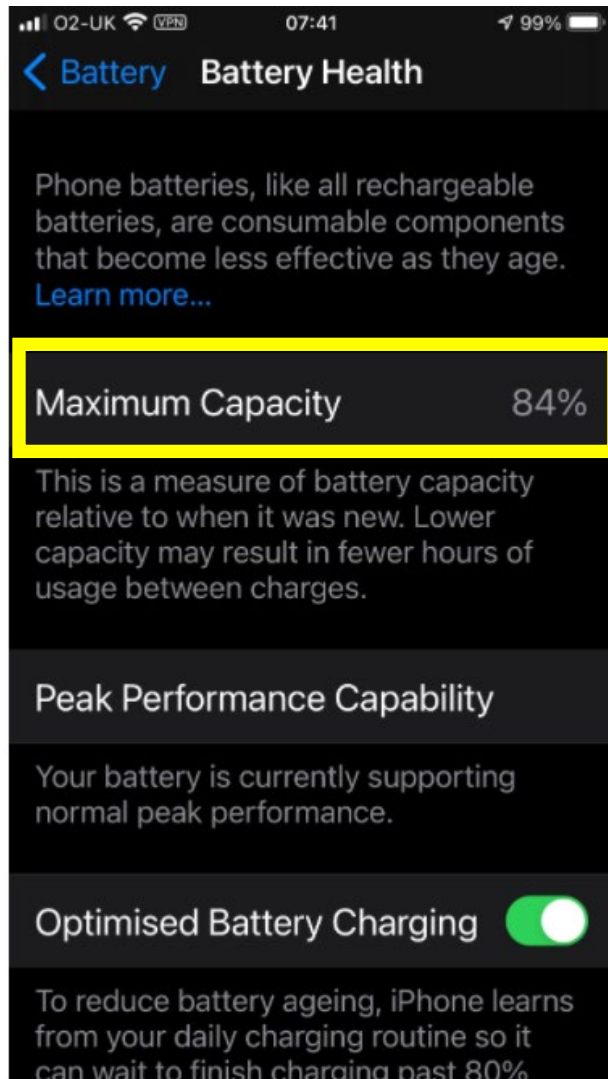 O2-UK VPN 07:41 99%
Battery Battery Health
Phone batteries, like all rechargeable
batteries, are consumable components
that become less effective as they age.
Learn more...
Maximum Capacity 84%
This is a measure of battery capacity
relative to when it was new. Lower
capacity may result in fewer hours of
usage between charges.
Peak Performance Capability
Your battery is currently supporting
normal peak performance.
Optimised Battery Charging
To reduce battery ageing, iPhone learns
from your daily charging routine so it
can wait to finish charging past 80%